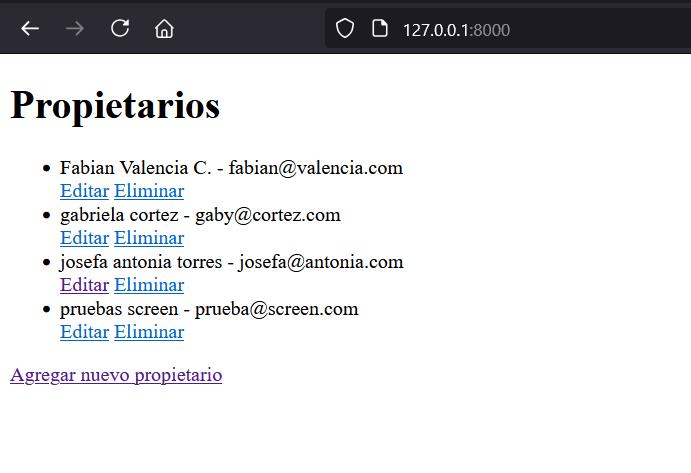 127.0.0.1:8000
Propietarios
Fabian Valencia C. - fabian@valencia.com
Editar Eliminar
gabriela cortez - gaby@cortez.com
Editar Eliminar
josefa antonia torres - josefa@antonia.com
Editar Eliminar
pruebas screen - prueba@screen.com
Editar Eliminar
Agregar nuevo propietario